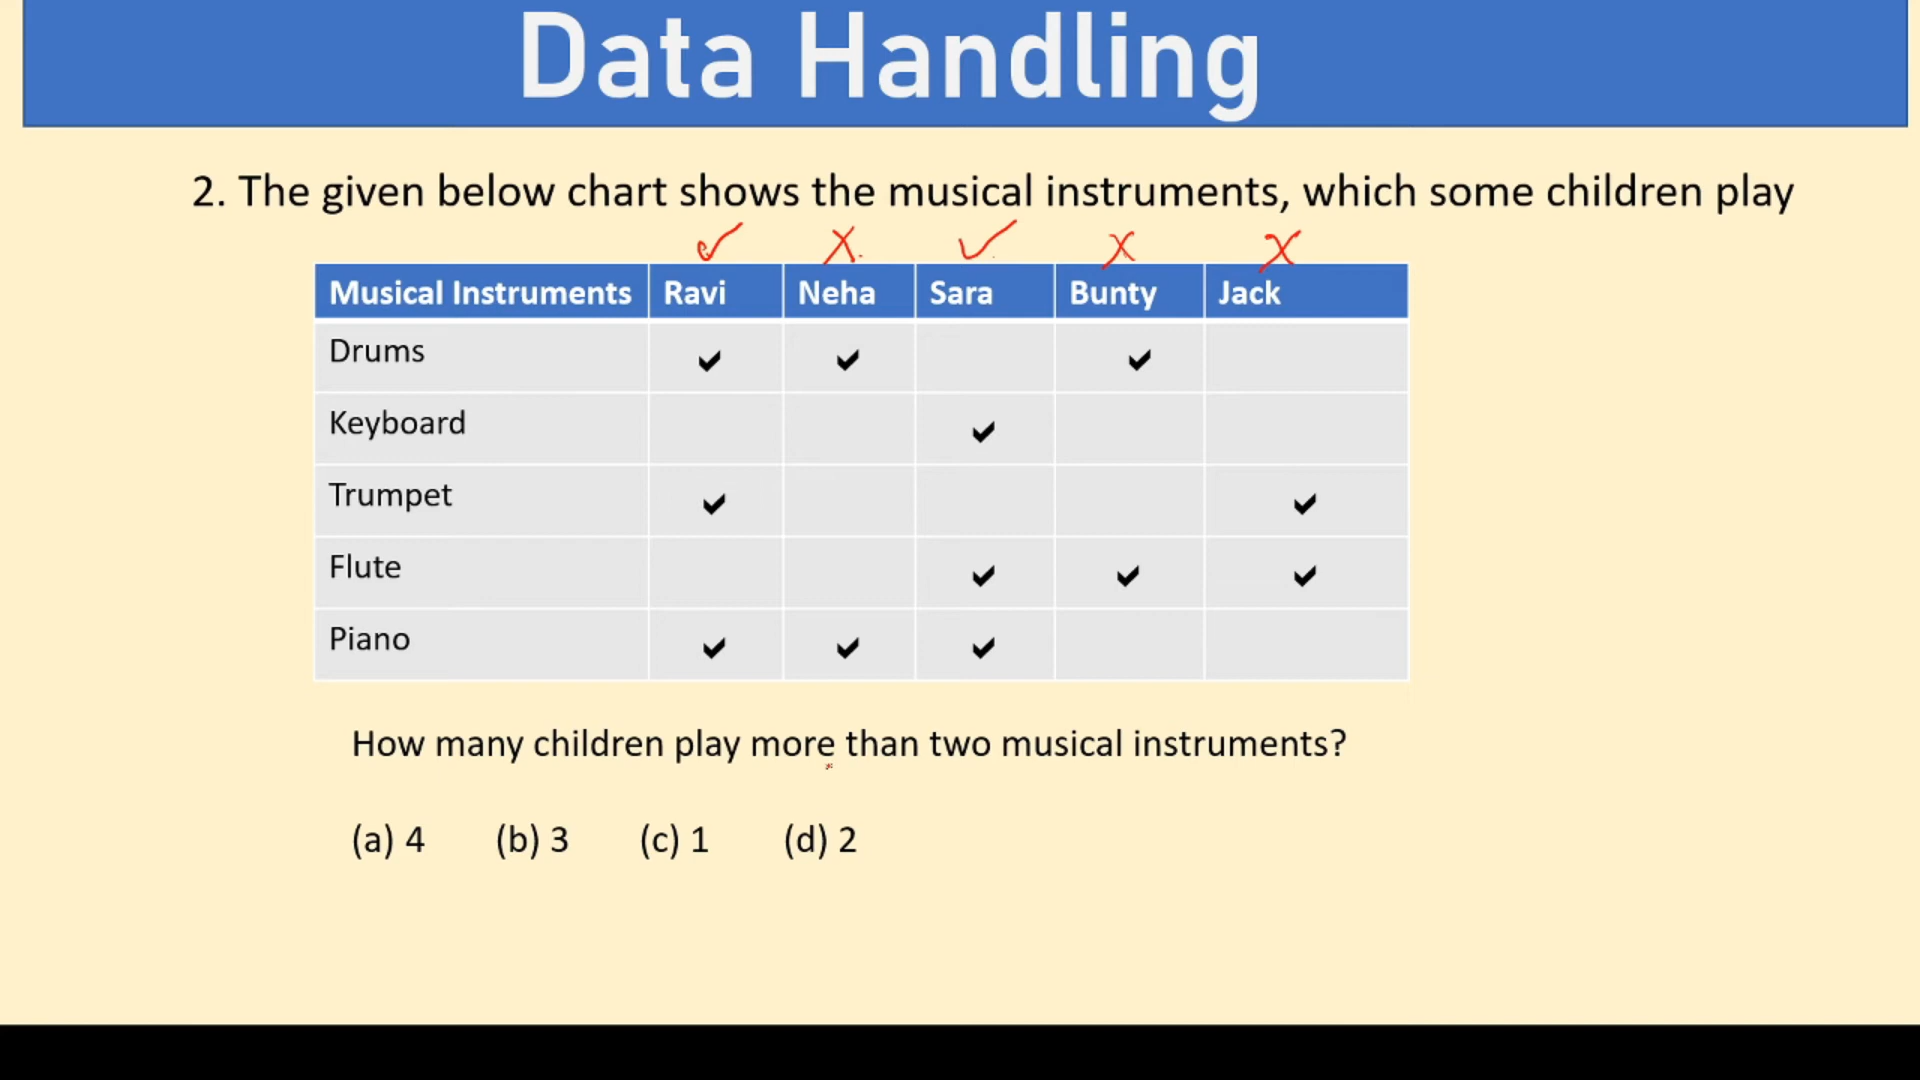 Data Handling
2. The given below chart shows the musical instruments, which some children play
✓ X ✓ X X
Musical Instruments Ravi Neha Sara Bunty Jack
Drums ✔ ✔ ✔
Keyboard ✔
Trumpet ✔ ✔
Flute ✔ ✔ ✔
Piano ✔ ✔ ✔
How many children play more than two musical instruments?
(a) 4 (b) 3 (c) 1 (d) 2